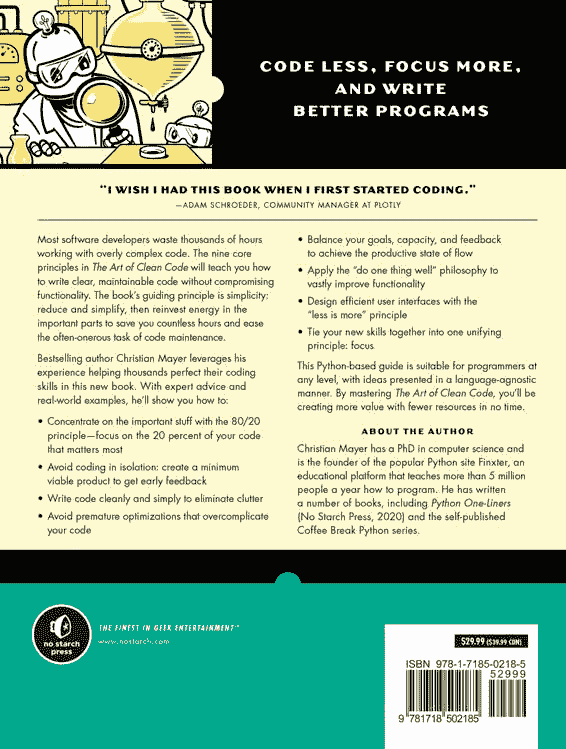 CODE LESS, FOCUS MORE,
AND WRITE
BETTER PROGRAMS
“I WISH I HAD THIS BOOK WHEN I FIRST STARTED CODING.”
—ADAM SCHROEDER, COMMUNITY MANAGER AT PLOTLY
Most software developers waste thousands of hours
working with overly complex code. The nine core
principles in The Art of Clean Code will teach you how
to write clear, maintainable code without compromising
functionality. The book’s guiding principle is simplicity:
reduce and simplify, then reinvest energy in the
important parts to save you countless hours and ease
the often-onerous task of code maintenance.
Bestselling author Christian Mayer leverages his
experience helping thousands perfect their coding
skills in this new book. With expert advice and
real-world examples, he’ll show you how to:
• Concentrate on the important stuff with the 80/20
principle—focus on the 20 percent of your code
that matters most
• Avoid coding in isolation: create a minimum
viable product to get early feedback
• Write code cleanly and simply to eliminate clutter
• Avoid premature optimizations that overcomplicate
your code
• Balance your goals, capacity, and feedback
to achieve the productive state of flow
• Apply the “do one thing well” philosophy to
vastly improve functionality
• Design efficient user interfaces with the
“less is more” principle
• Tie your new skills together into one unifying
principle: focus
This Python-based guide is suitable for programmers at
any level, with ideas presented in a language-agnostic
manner. By mastering The Art of Clean Code, you’ll be
creating more value with fewer resources in no time.
ABOUT THE AUTHOR
Christian Mayer has a PhD in computer science and
is the founder of the popular Python site Finxter, an
educational platform that teaches more than 5 million
people a year how to program. He has written
a number of books, including Python One-Liners
(No Starch Press, 2020) and the self-published
Coffee Break Python series.
no starch
press
THE FINEST IN GEEK ENTERTAINMENT™
www.nostarch.com
$29.99 ($39.99 CDN)
ISBN 978-1-7185-0218-5
52999
9 781718 502185